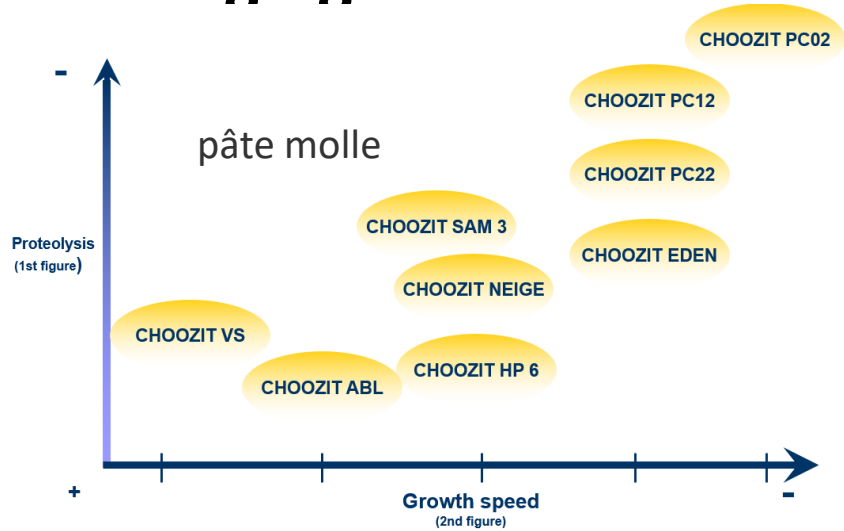 CHOOZIT PC02
-
CHOOZIT PC12
pâte molle
CHOOZIT PC22
CHOOZIT SAM 3
Proteolysis
(1st figure)
CHOOZIT EDEN
CHOOZIT NEIGE
CHOOZIT VS
CHOOZIT HP 6
CHOOZIT ABL
+
Growth speed
-
(2nd figure)